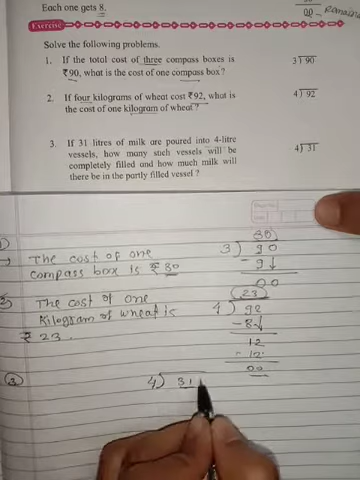 Each one gets 8.
00 - Remain
Exercise
Solve the following problems.
1. If the total cost of three compass boxes is
₹90, what is the cost of one compass box?
3)90
2. If four kilograms of wheat cost ₹92, what is
the cost of one kilogram of wheat?
4)92
3. If 31 litres of milk are poured into 4-litre
vessels, how many such vessels will be
completely filled and how much milk will
there be in the partly filled vessel?
4)31
1)
→ The cost of one
compass box is ₹ 30
30
3)90
- 9↓
00
2) The cost of one
kilogram of wheat is
₹ 23.
23
4)92
-8↓
12
- 12
00
3)
4)31